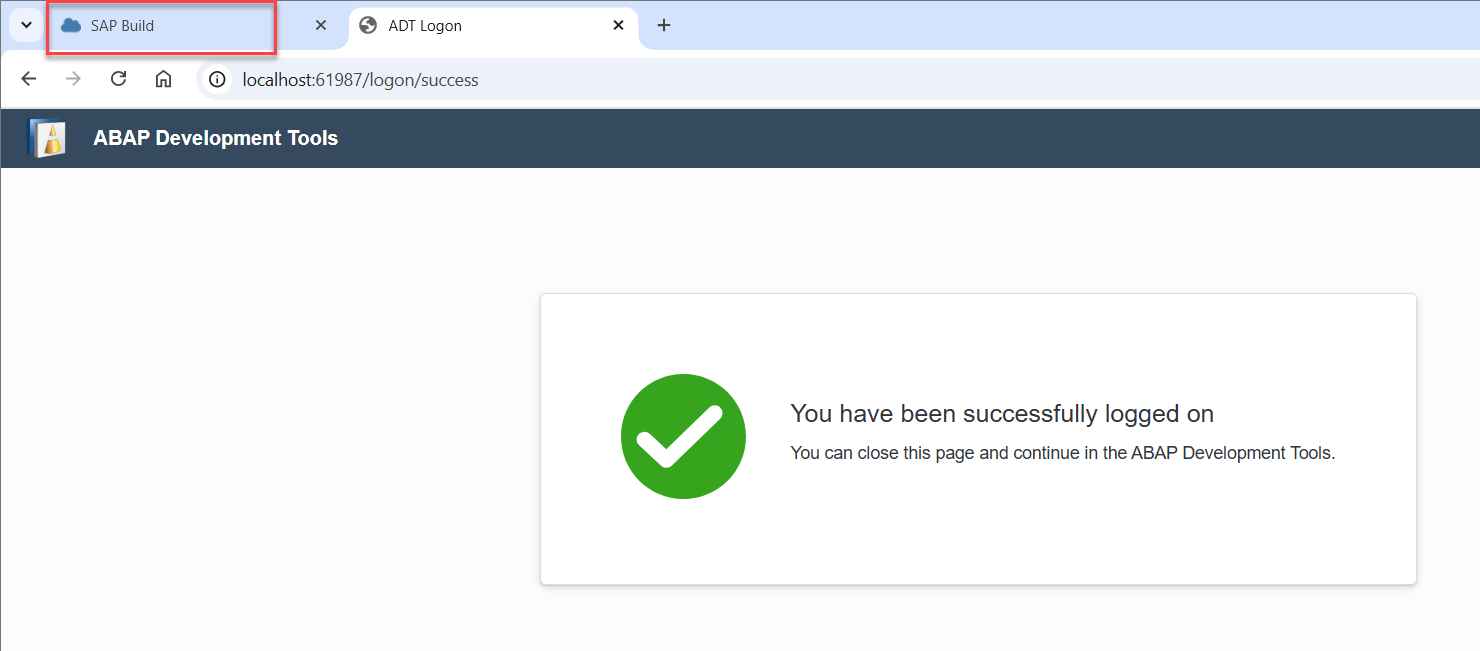 SAP Build
ADT Logon
localhost:61987/logon/success
ABAP Development Tools
You have been successfully logged on
You can close this page and continue in the ABAP Development Tools.